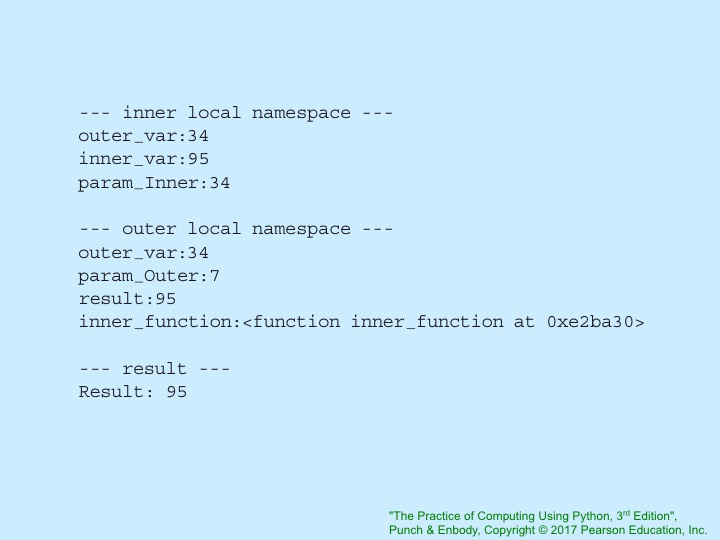 --- inner local namespace ---
outer_var:34
inner_var:95
param_Inner:34
--- outer local namespace ---
outer_var:34
param_Outer:7
result:95
inner_function:<function inner_function at 0xe2ba30>
--- result ---
Result: 95
"The Practice of Computing Using Python, 3rd Edition",
Punch & Enbody, Copyright © 2017 Pearson Education, Inc.